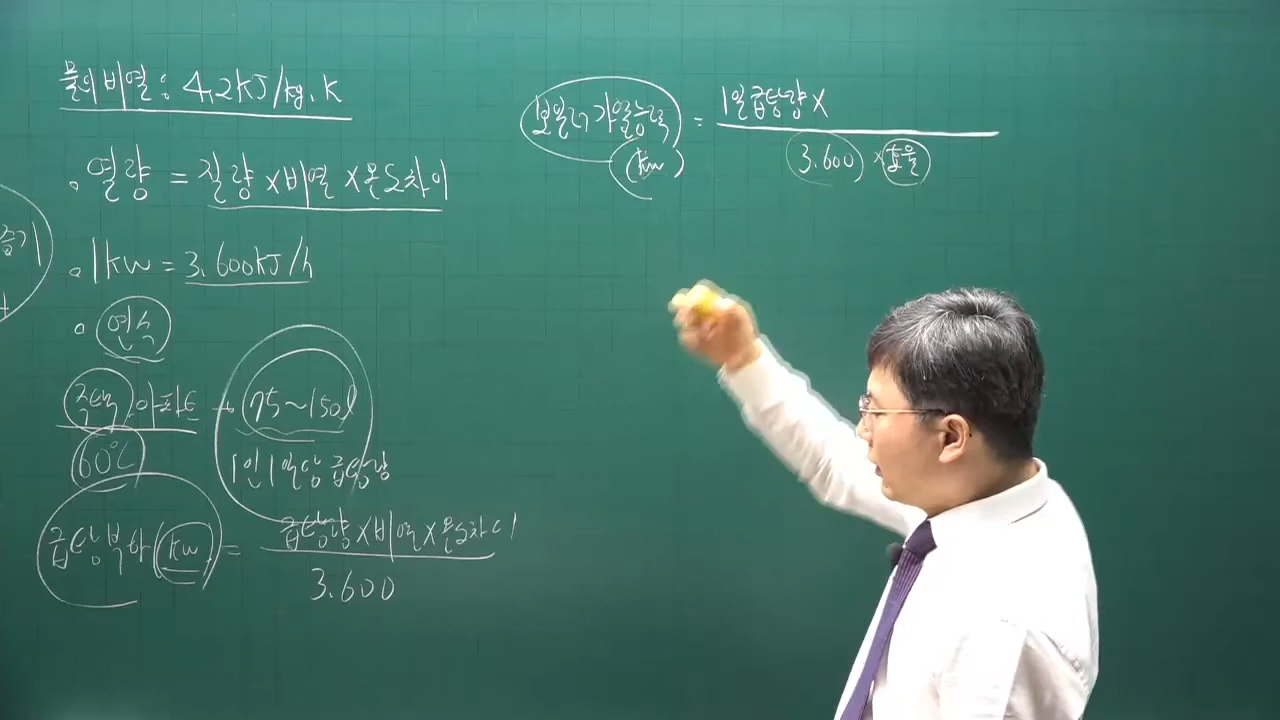 물의 비열 : 4.2kJ/kg.K
• 열량 = 질량 × 비열 × 온도차이
• 1kw = 3.600kJ/h
• 연속
주택, 아파트 → 75~150l
60℃
1인 1일당 급탕량
급탕부하(kw) = 급탕량 × 비열 × 온도차이
3.600
보일러 가열능력 = 1일 급탕량 ×
(kw)
3.600 × 효율